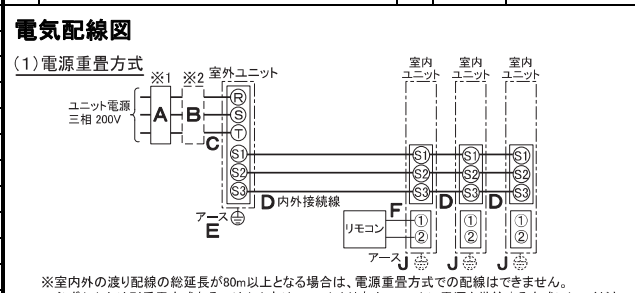 電気配線図
(1)電源重畳方式
※1 ※2 室外ユニット
室内
ユニット
室内
ユニット
室内
ユニット
ユニット電源
三相 200V
A B C
R
S
T
S1 S1 S1 S1
S2 S2 S2 S2
S3 S3 S3 S3
D 内外接続線 D D
アース
E
リモコン F
① ① ①
② ② ②
アース J J J
※室内外の渡り配線の総延長が80m以上となる場合は、電源重畳方式での配線はできません。